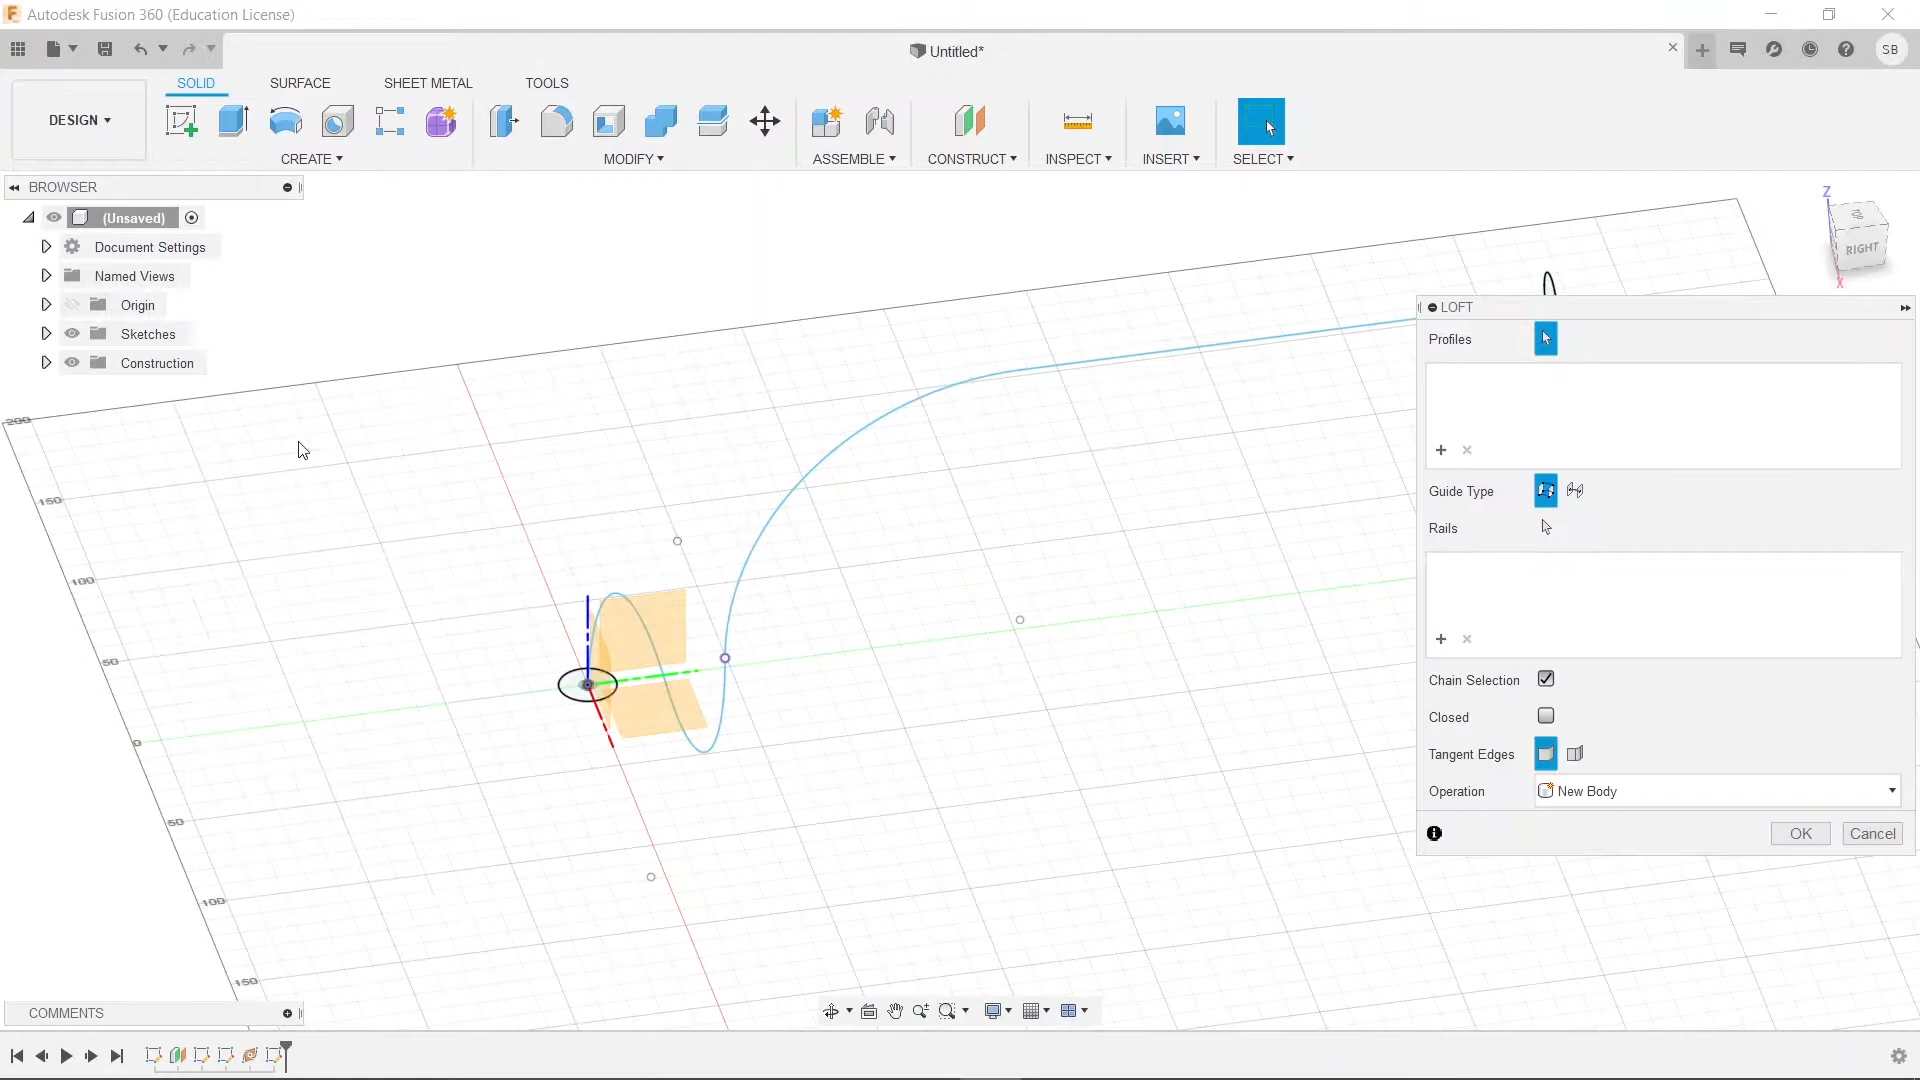 Autodesk Fusion 360 (Education License)
Untitled*
SB
DESIGN
SOLID
SURFACE
SHEET METAL
TOOLS
CREATE
MODIFY
ASSEMBLE
CONSTRUCT
INSPECT
INSERT
SELECT
BROWSER
(Unsaved)
Document Settings
Named Views
Origin
Sketches
Construction
Z
RIGHT
X
LOFT
Profiles
Guide Type
Rails
Chain Selection
Closed
Tangent Edges
Operation
New Body
OK
Cancel
200
150
100
50
0
50
100
150
COMMENTS